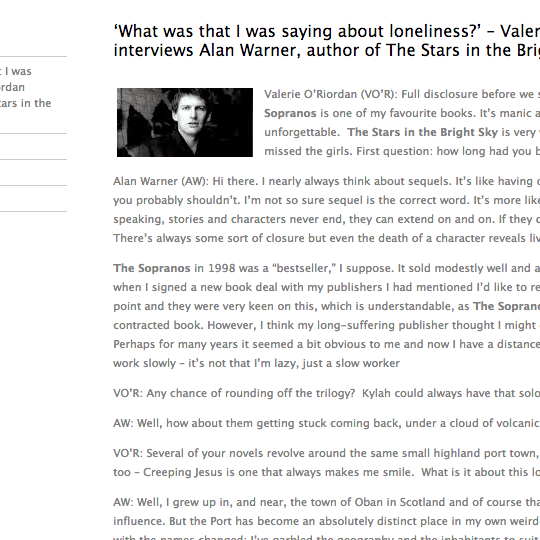 ‘What was that I was saying about loneliness?’ – Valer
interviews Alan Warner, author of The Stars in the Brig
t I was
ordan
tars in the
Valerie O’Riordan (VO’R): Full disclosure before we s
Sopranos is one of my favourite books. It’s manic a
unforgettable. The Stars in the Bright Sky is very
missed the girls. First question: how long had you b
Alan Warner (AW): Hi there. I nearly always think about sequels. It’s like having
you probably shouldn’t. I’m not so sure sequel is the correct word. It’s more like
speaking, stories and characters never end, they can extend on and on. If they
There’s always some sort of closure but even the death of a character reveals liv
The Sopranos in 1998 was a “bestseller,” I suppose. It sold modestly well and a
when I signed a new book deal with my publishers I had mentioned I’d like to re
point and they were very keen on this, which is understandable, as The Soprano
contracted book. However, I think my long-suffering publisher thought I might
Perhaps for many years it seemed a bit obvious to me and now I have a distance
work slowly – it’s not that I’m lazy, just a slow worker
VO’R: Any chance of rounding off the trilogy? Kylah could always have that solo
AW: Well, how about them getting stuck coming back, under a cloud of volcanic
VO’R: Several of your novels revolve around the same small highland port town,
too – Creeping Jesus is one that always makes me smile. What is it about this lo
AW: Well, I grew up in, and near, the town of Oban in Scotland and of course tha
influence. But the Port has become an absolutely distinct place in my own weird
with the names changed; I’ve garbled the geography and the inhabitants to suit